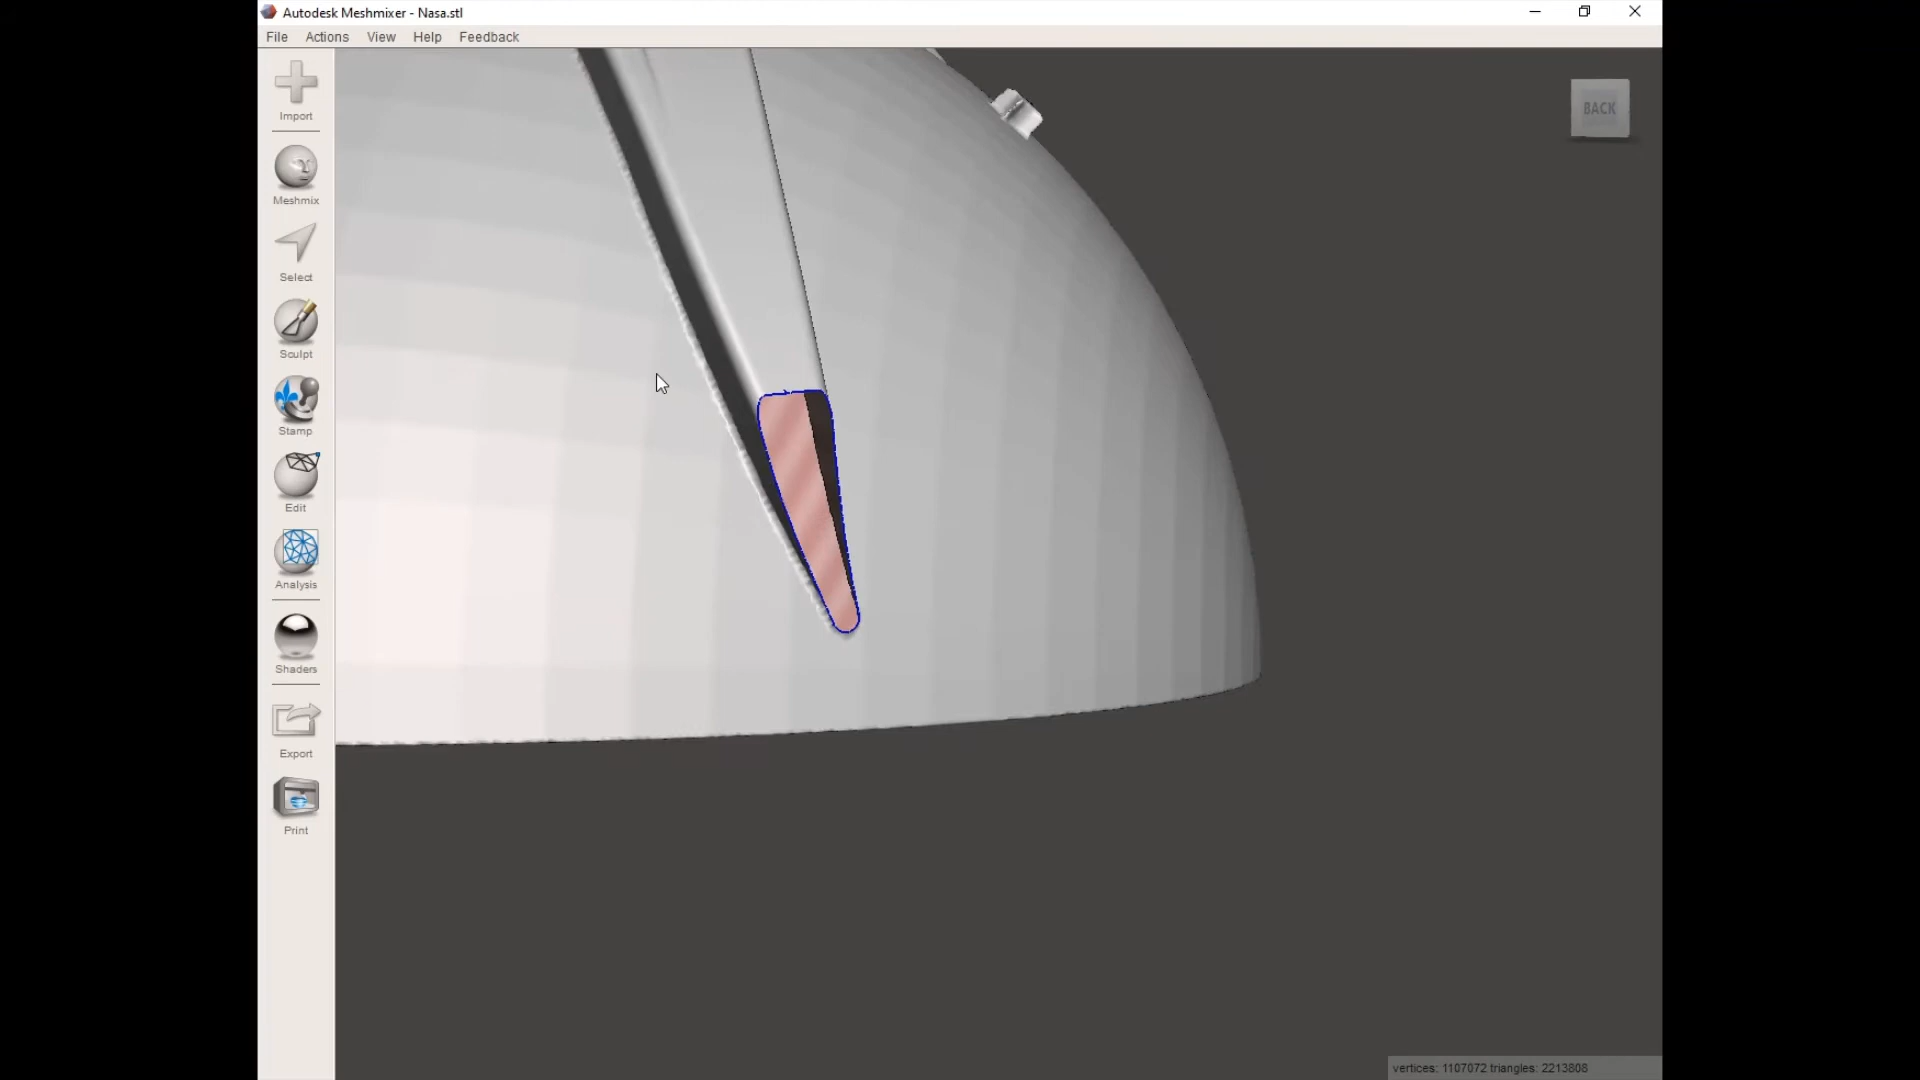 Autodesk Meshmixer - Nasa.stl
File Actions View Help Feedback
Import
Meshmix
Select
Sculpt
Stamp
Edit
Analysis
Shaders
Export
Print
BACK
vertices: 1107072 triangles: 2213808